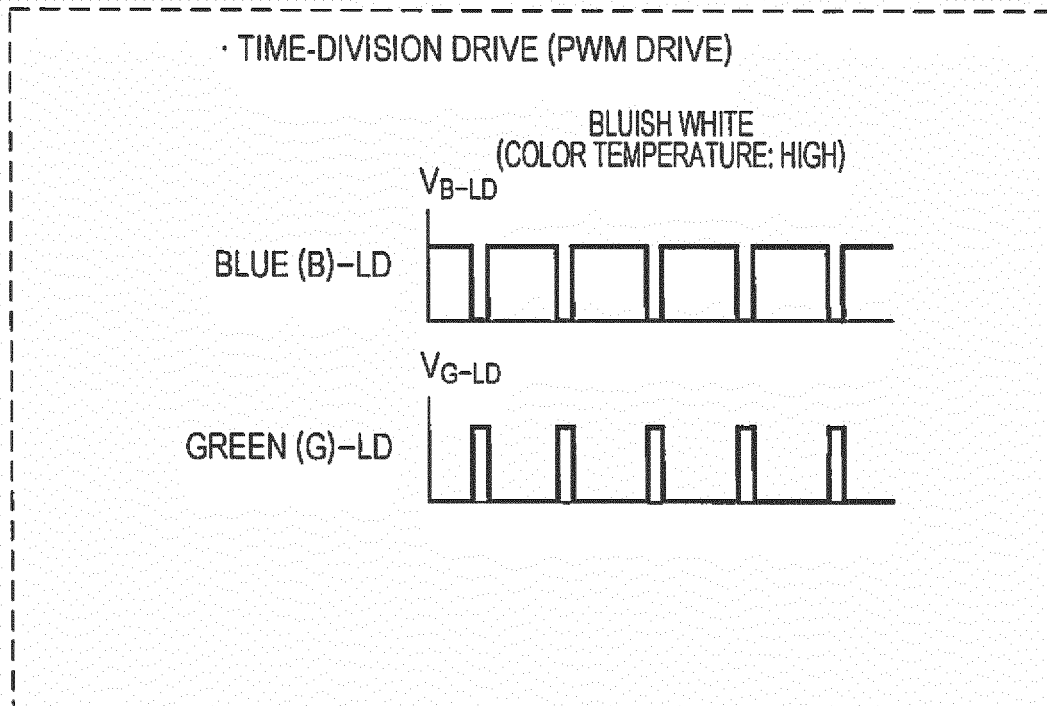 · TIME-DIVISION DRIVE (PWM DRIVE)
BLUISH WHITE
(COLOR TEMPERATURE: HIGH)
VB–LD
BLUE (B)–LD
VG–LD
GREEN (G)–LD